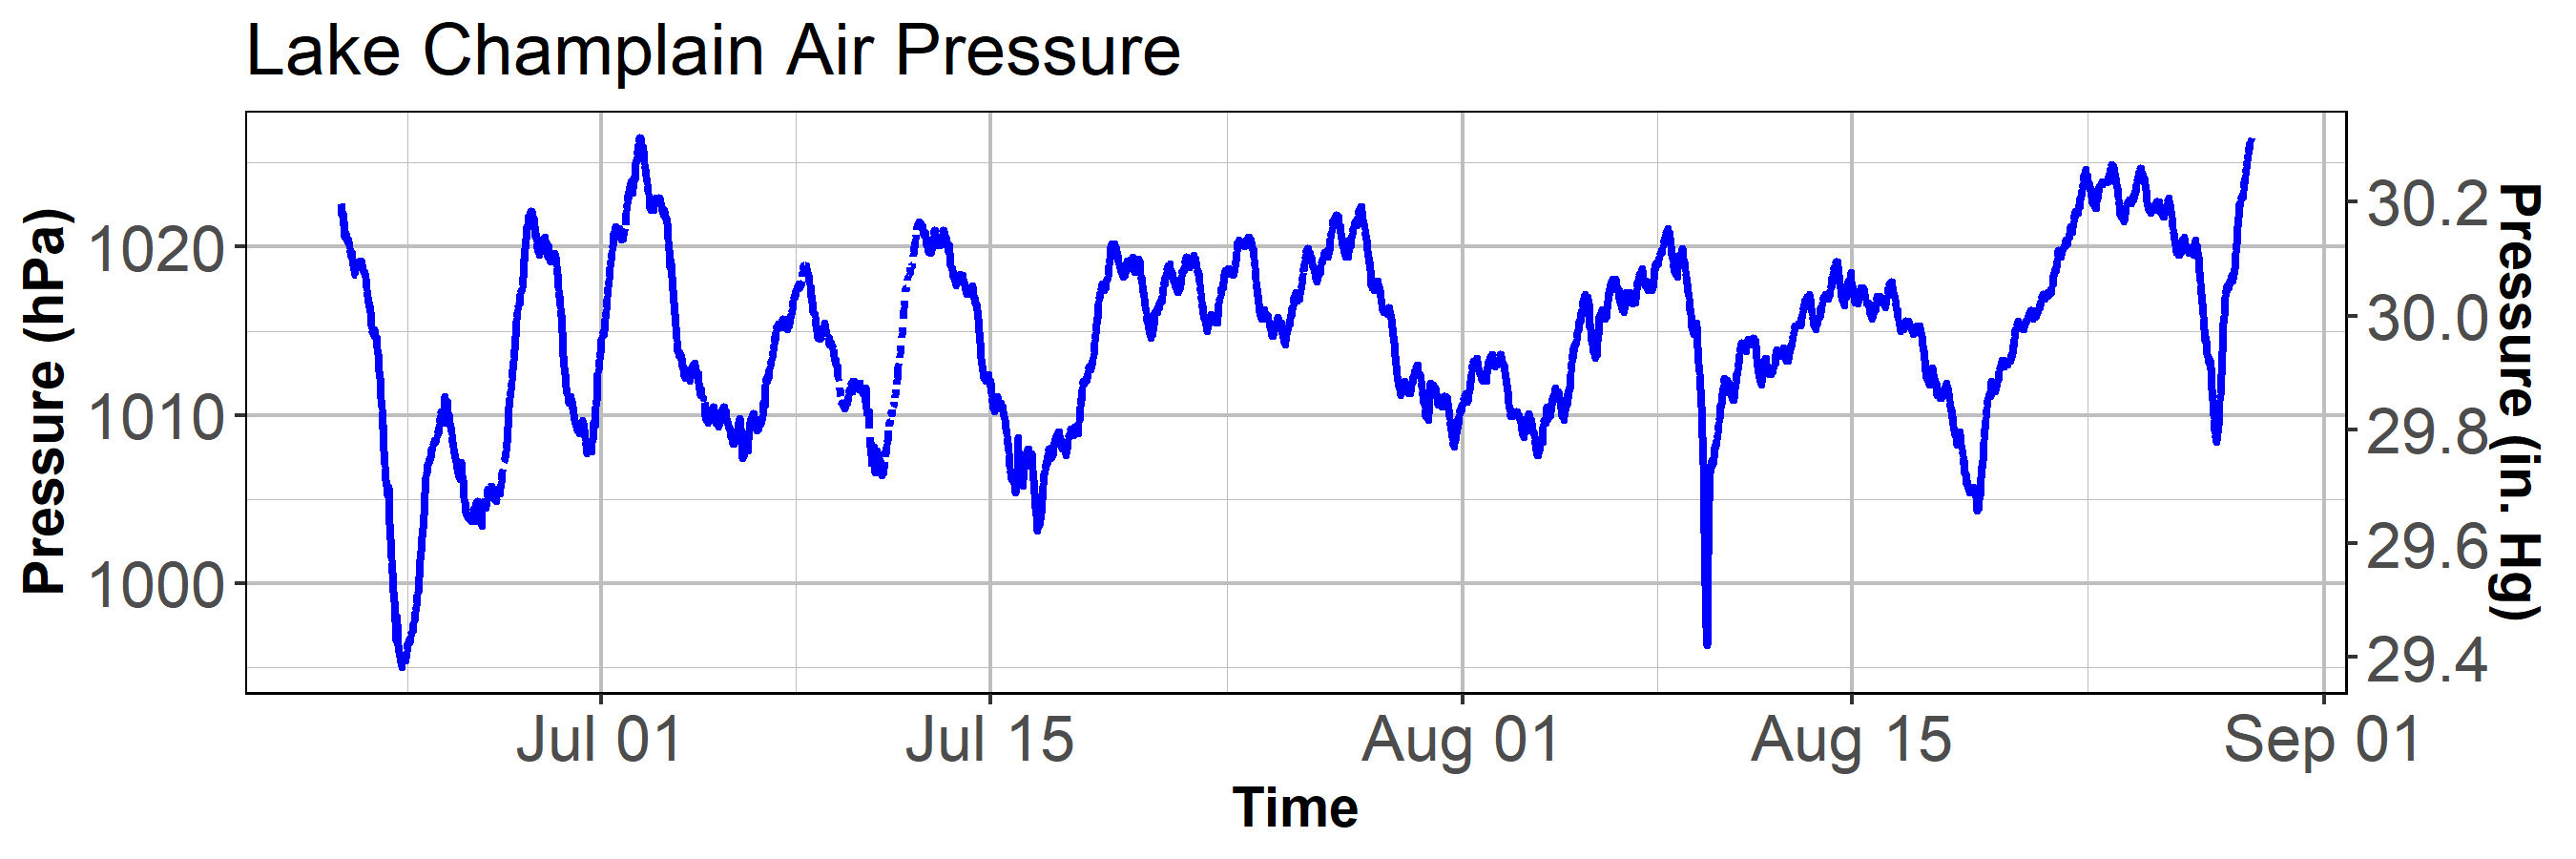 Lake Champlain Air Pressure
Pressure (hPa)
1020
1010
1000
30.2
30.0
29.8
29.6
29.4
Pressure (in. Hg)
Jul 01
Jul 15
Aug 01
Aug 15
Sep 01
Time